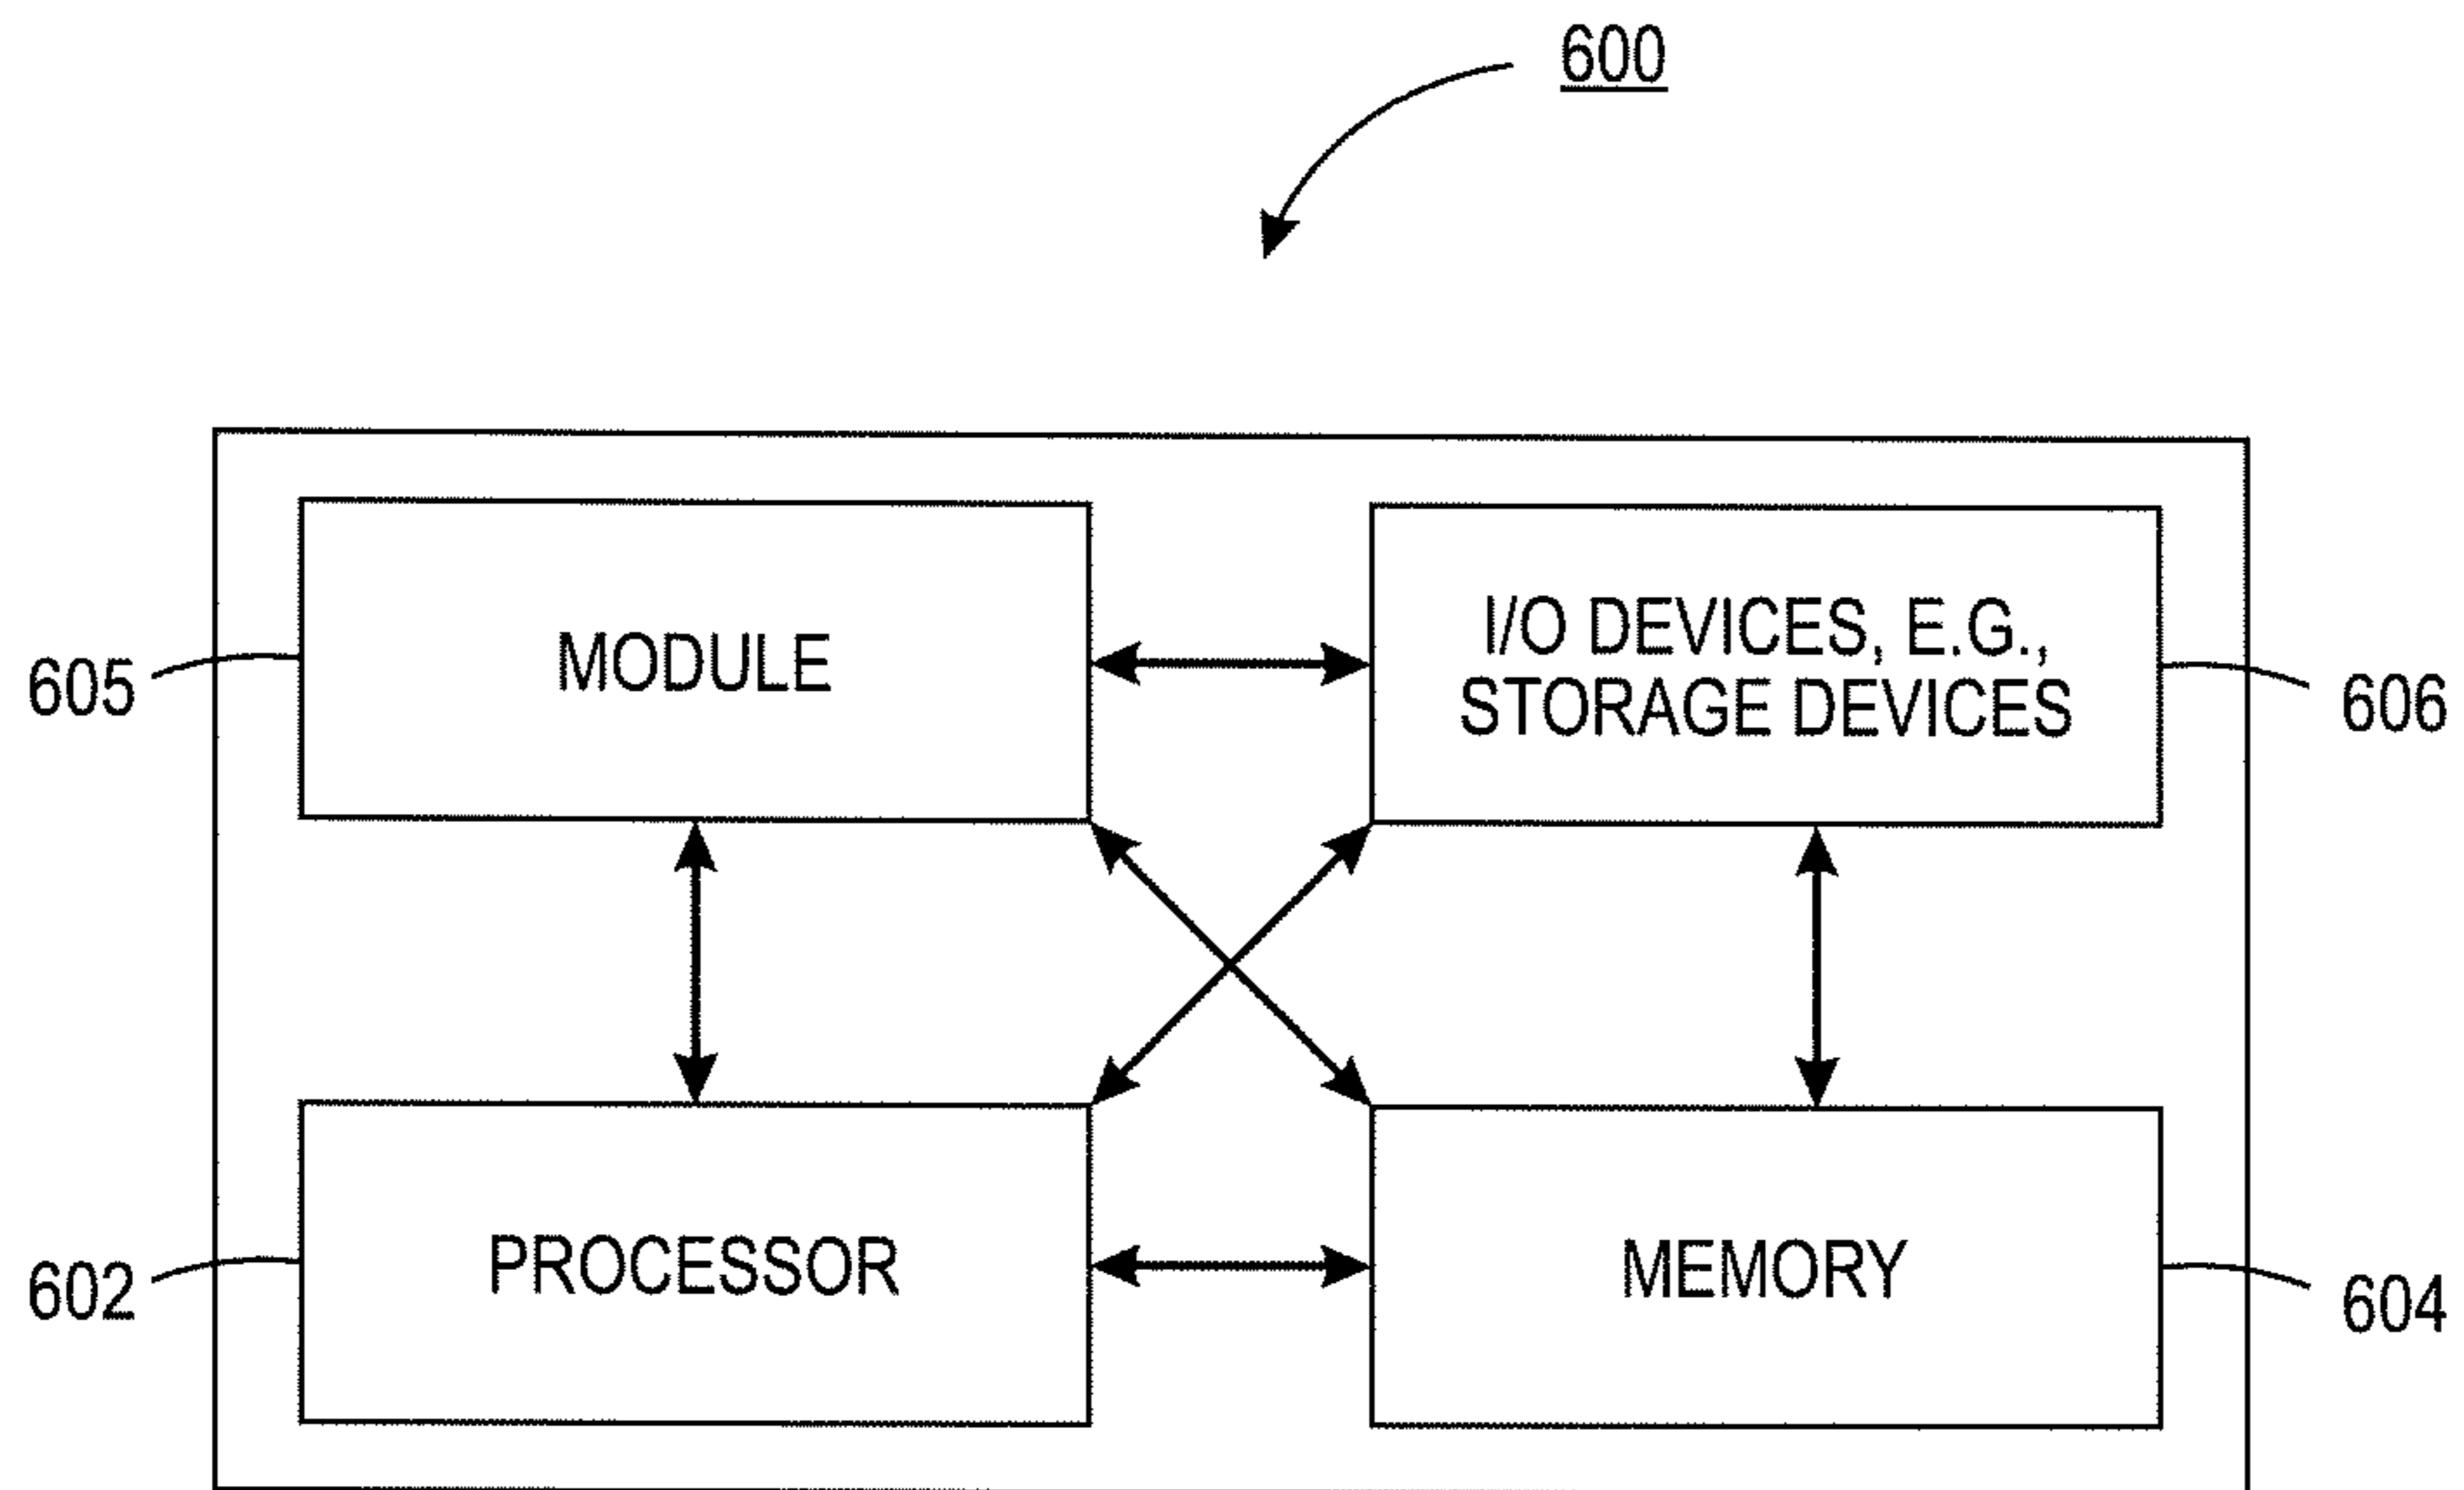 600
MODULE
I/O DEVICES, E.G.,
STORAGE DEVICES
605
606
PROCESSOR
MEMORY
602
604